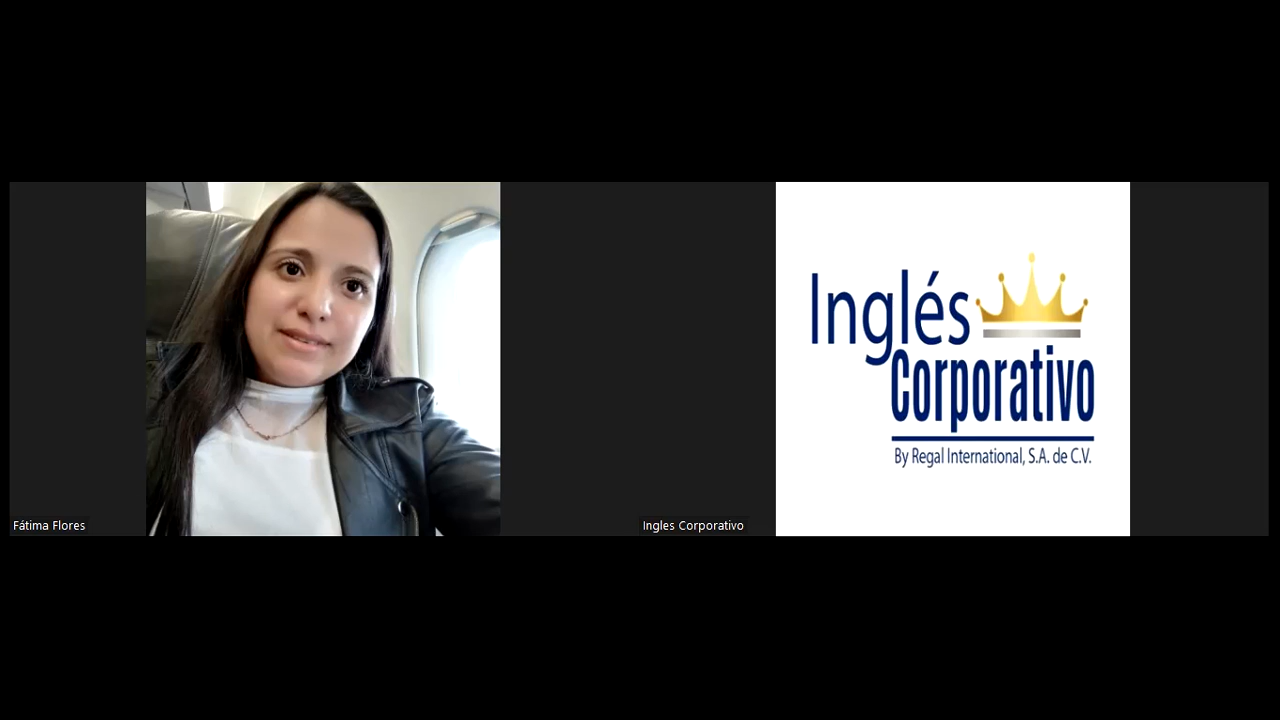 Inglés
Corporativo
By Regal International, S.A. de C.V.
Fátima Flores
Ingles Corporativo